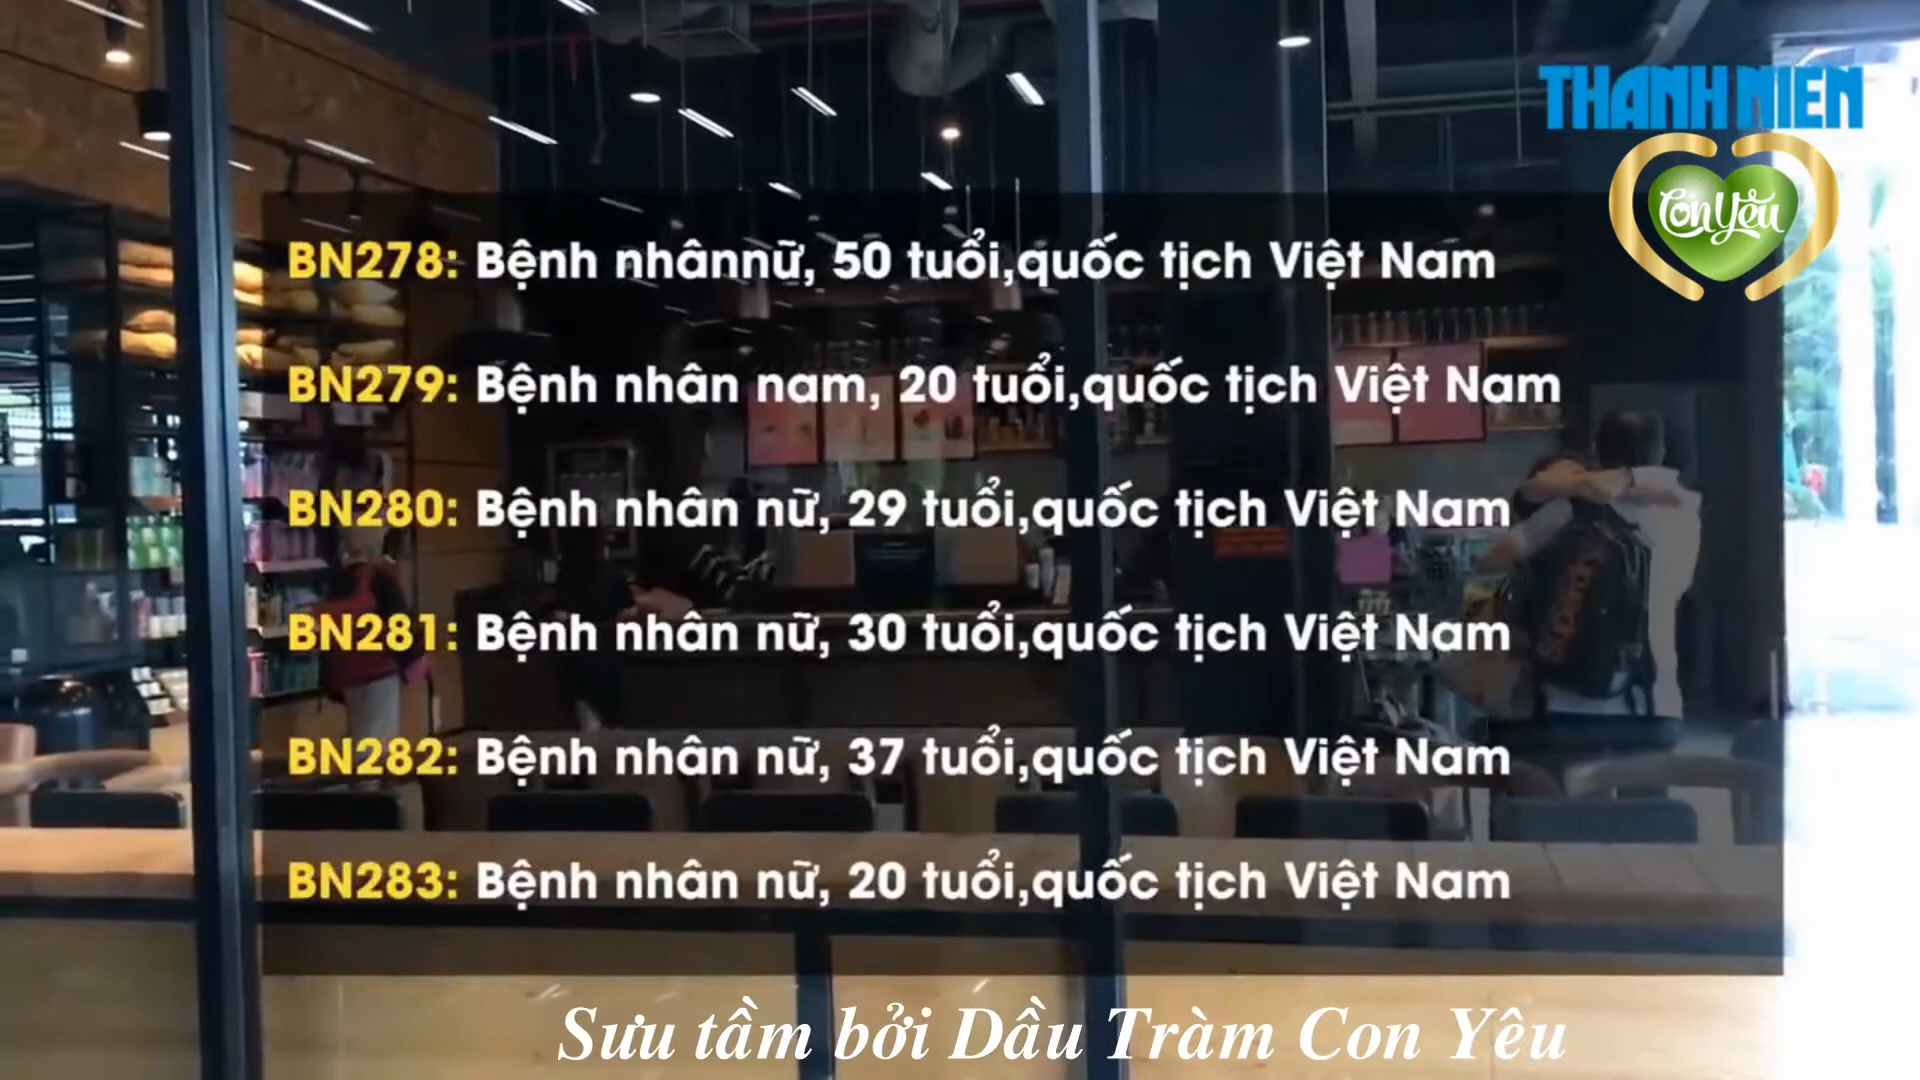 THANH NIEN
Con Yêu
BN278: Bệnh nhânnữ, 50 tuổi,quốc tịch Việt Nam
BN279: Bệnh nhân nam, 20 tuổi,quốc tịch Việt Nam
BN280: Bệnh nhân nữ, 29 tuổi,quốc tịch Việt Nam
BN281: Bệnh nhân nữ, 30 tuổi,quốc tịch Việt Nam
BN282: Bệnh nhân nữ, 37 tuổi,quốc tịch Việt Nam
BN283: Bệnh nhân nữ, 20 tuổi,quốc tịch Việt Nam
Sưu tầm bởi Dầu Tràm Con Yêu